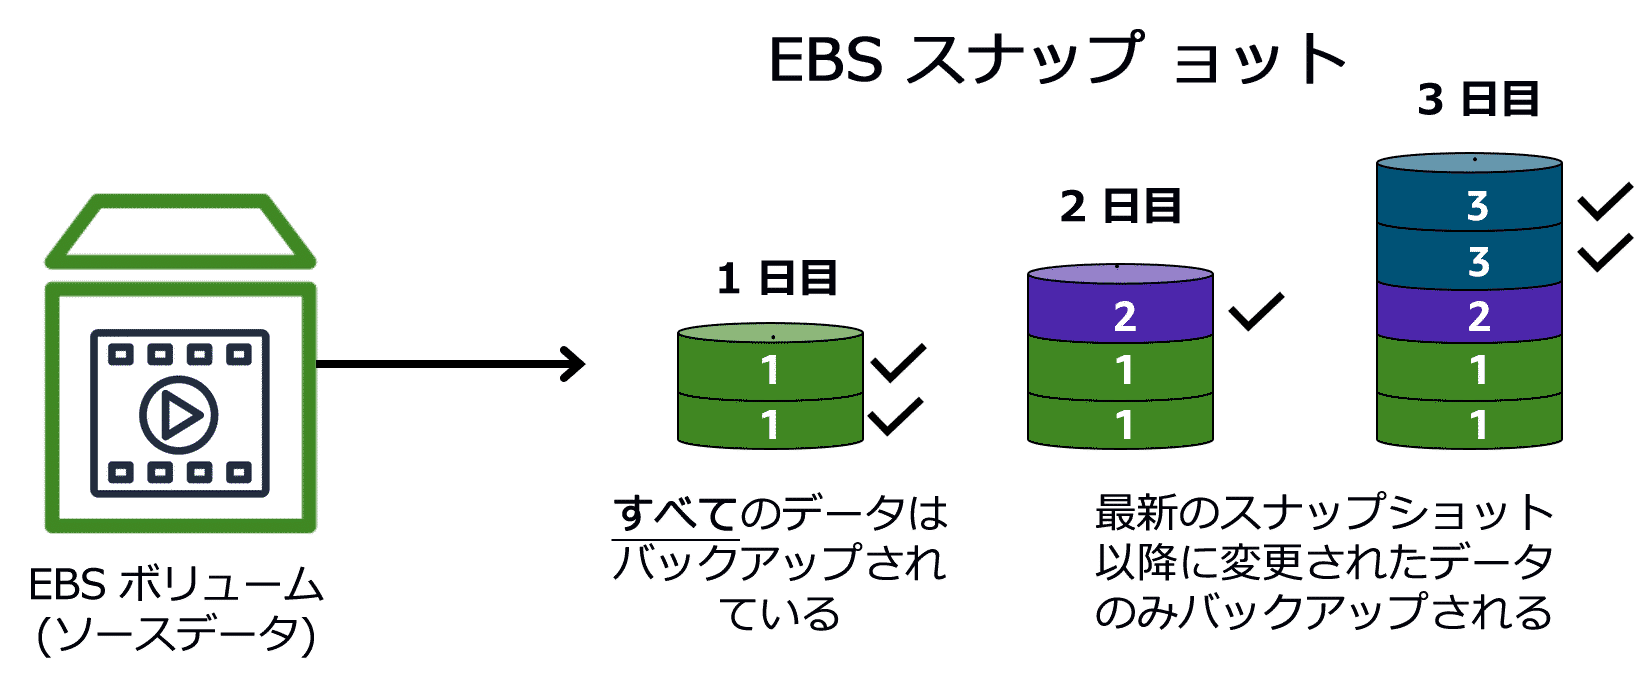 EBS スナップ ョット
3 日目
2 日目
1 日目
3
3
2
2
1
1
1
1
1
1
すべてのデータは
バックアップされ
ている
最新のスナップショット
以降に変更されたデータ
のみバックアップされる
EBS ボリューム
(ソースデータ)